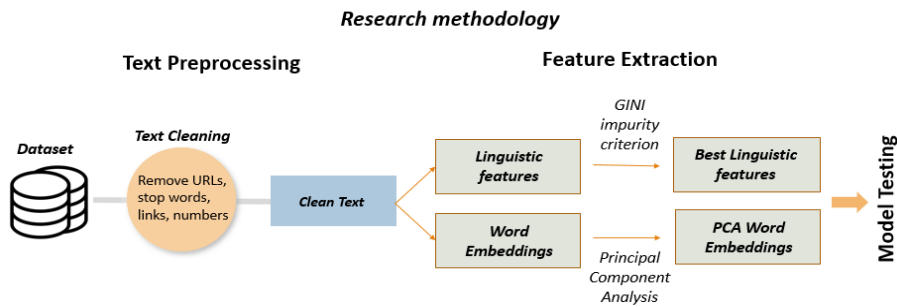 Research methodology
Text Preprocessing
Feature Extraction
Dataset
Text Cleaning
Remove URLs,
stop words,
links, numbers
Clean Text
Linguistic
features
Word
Embeddings
GINI
impurity
criterion
Principal
Component
Analysis
Best Linguistic
features
PCA Word
Embeddings
Model Testing